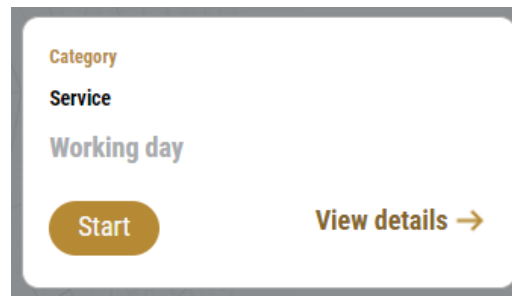 Category
Service
Working day
Start
View details →